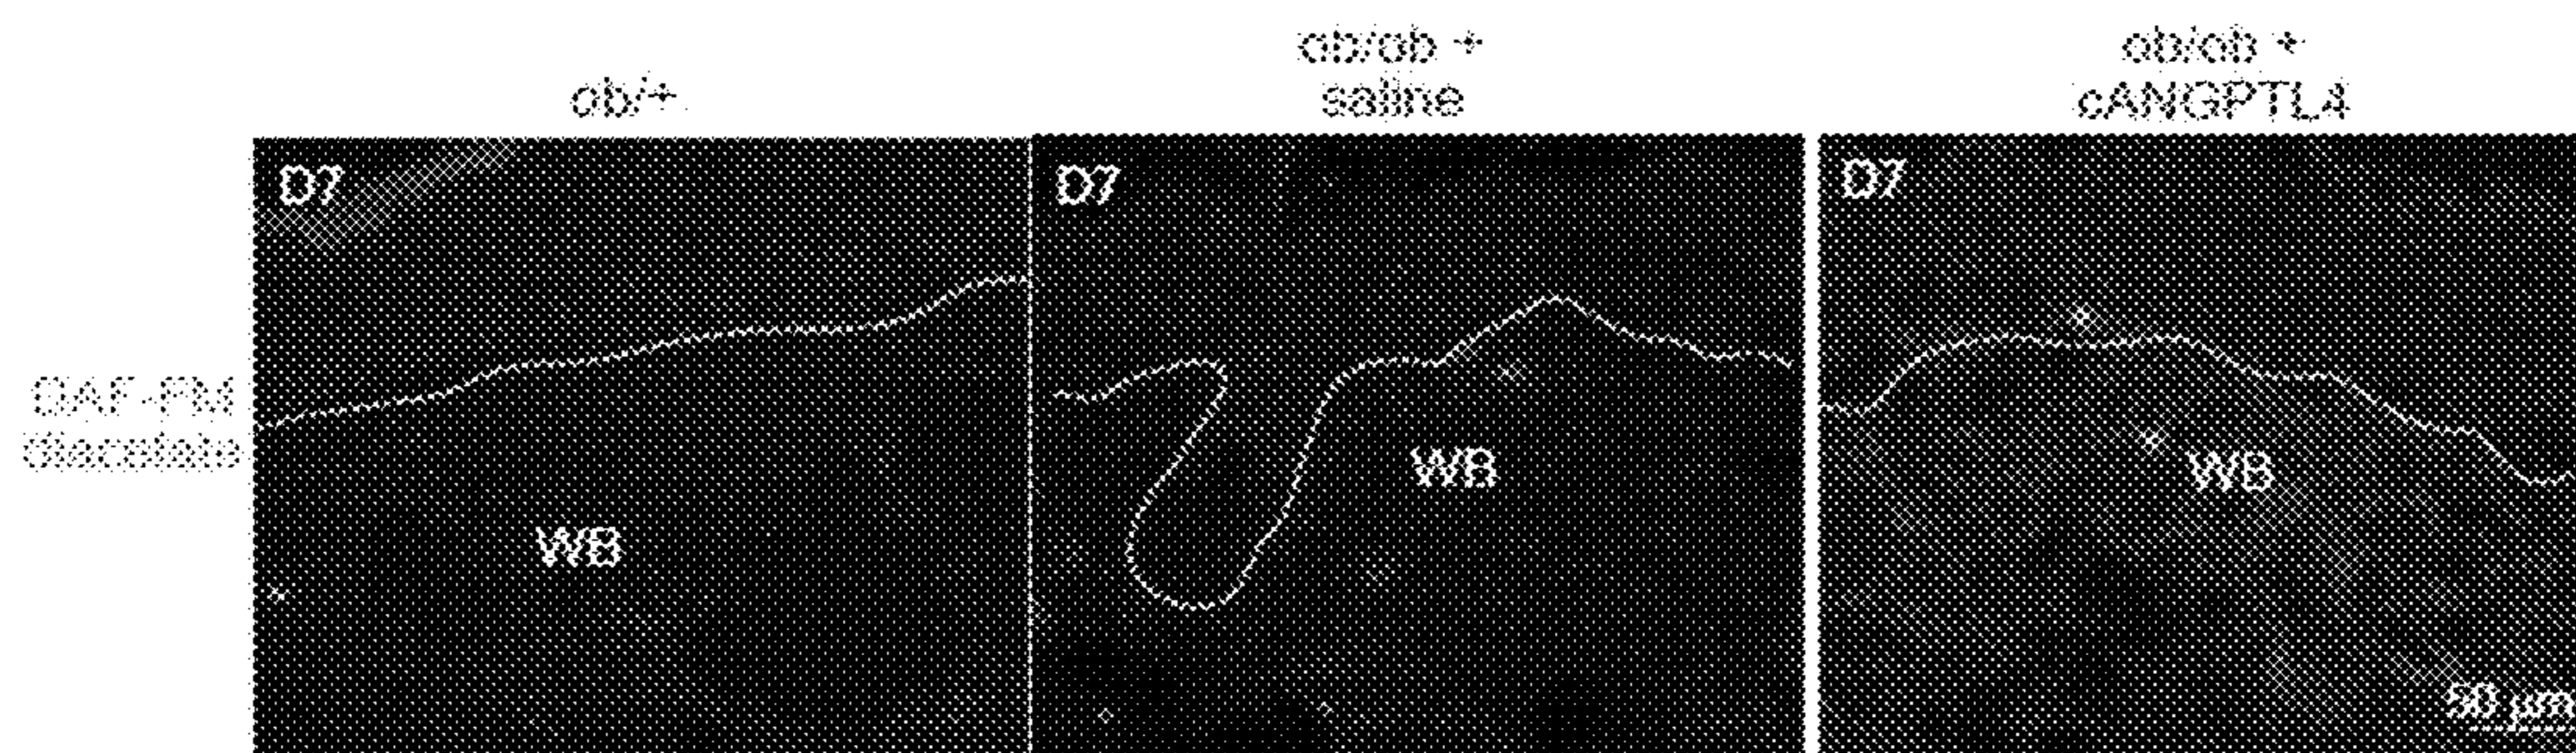 ob/+
ob/ob +
saline
ob/ob +
cANGPTL4
DAF-FM
diacetate
D7
D7
D7
WB
WB
WB
50 µm